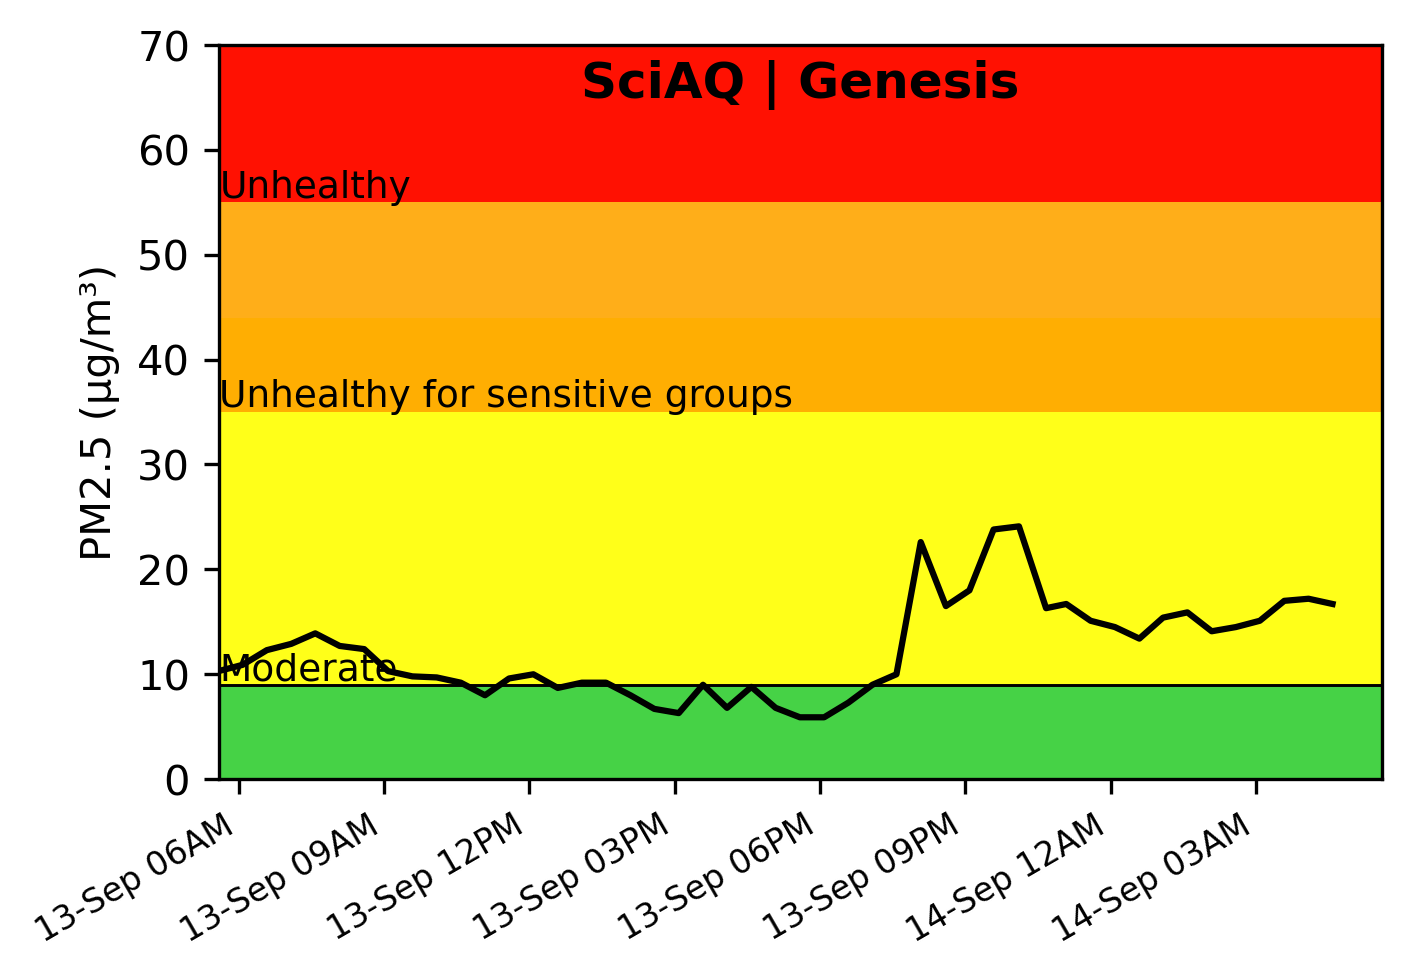 SciAQ | Genesis
PM2.5 (µg/m³)
70
60
50
40
30
20
10
0
Unhealthy
Unhealthy for sensitive groups
Moderate
13-Sep 06AM
13-Sep 09AM
13-Sep 12PM
13-Sep 03PM
13-Sep 06PM
13-Sep 09PM
14-Sep 12AM
14-Sep 03AM